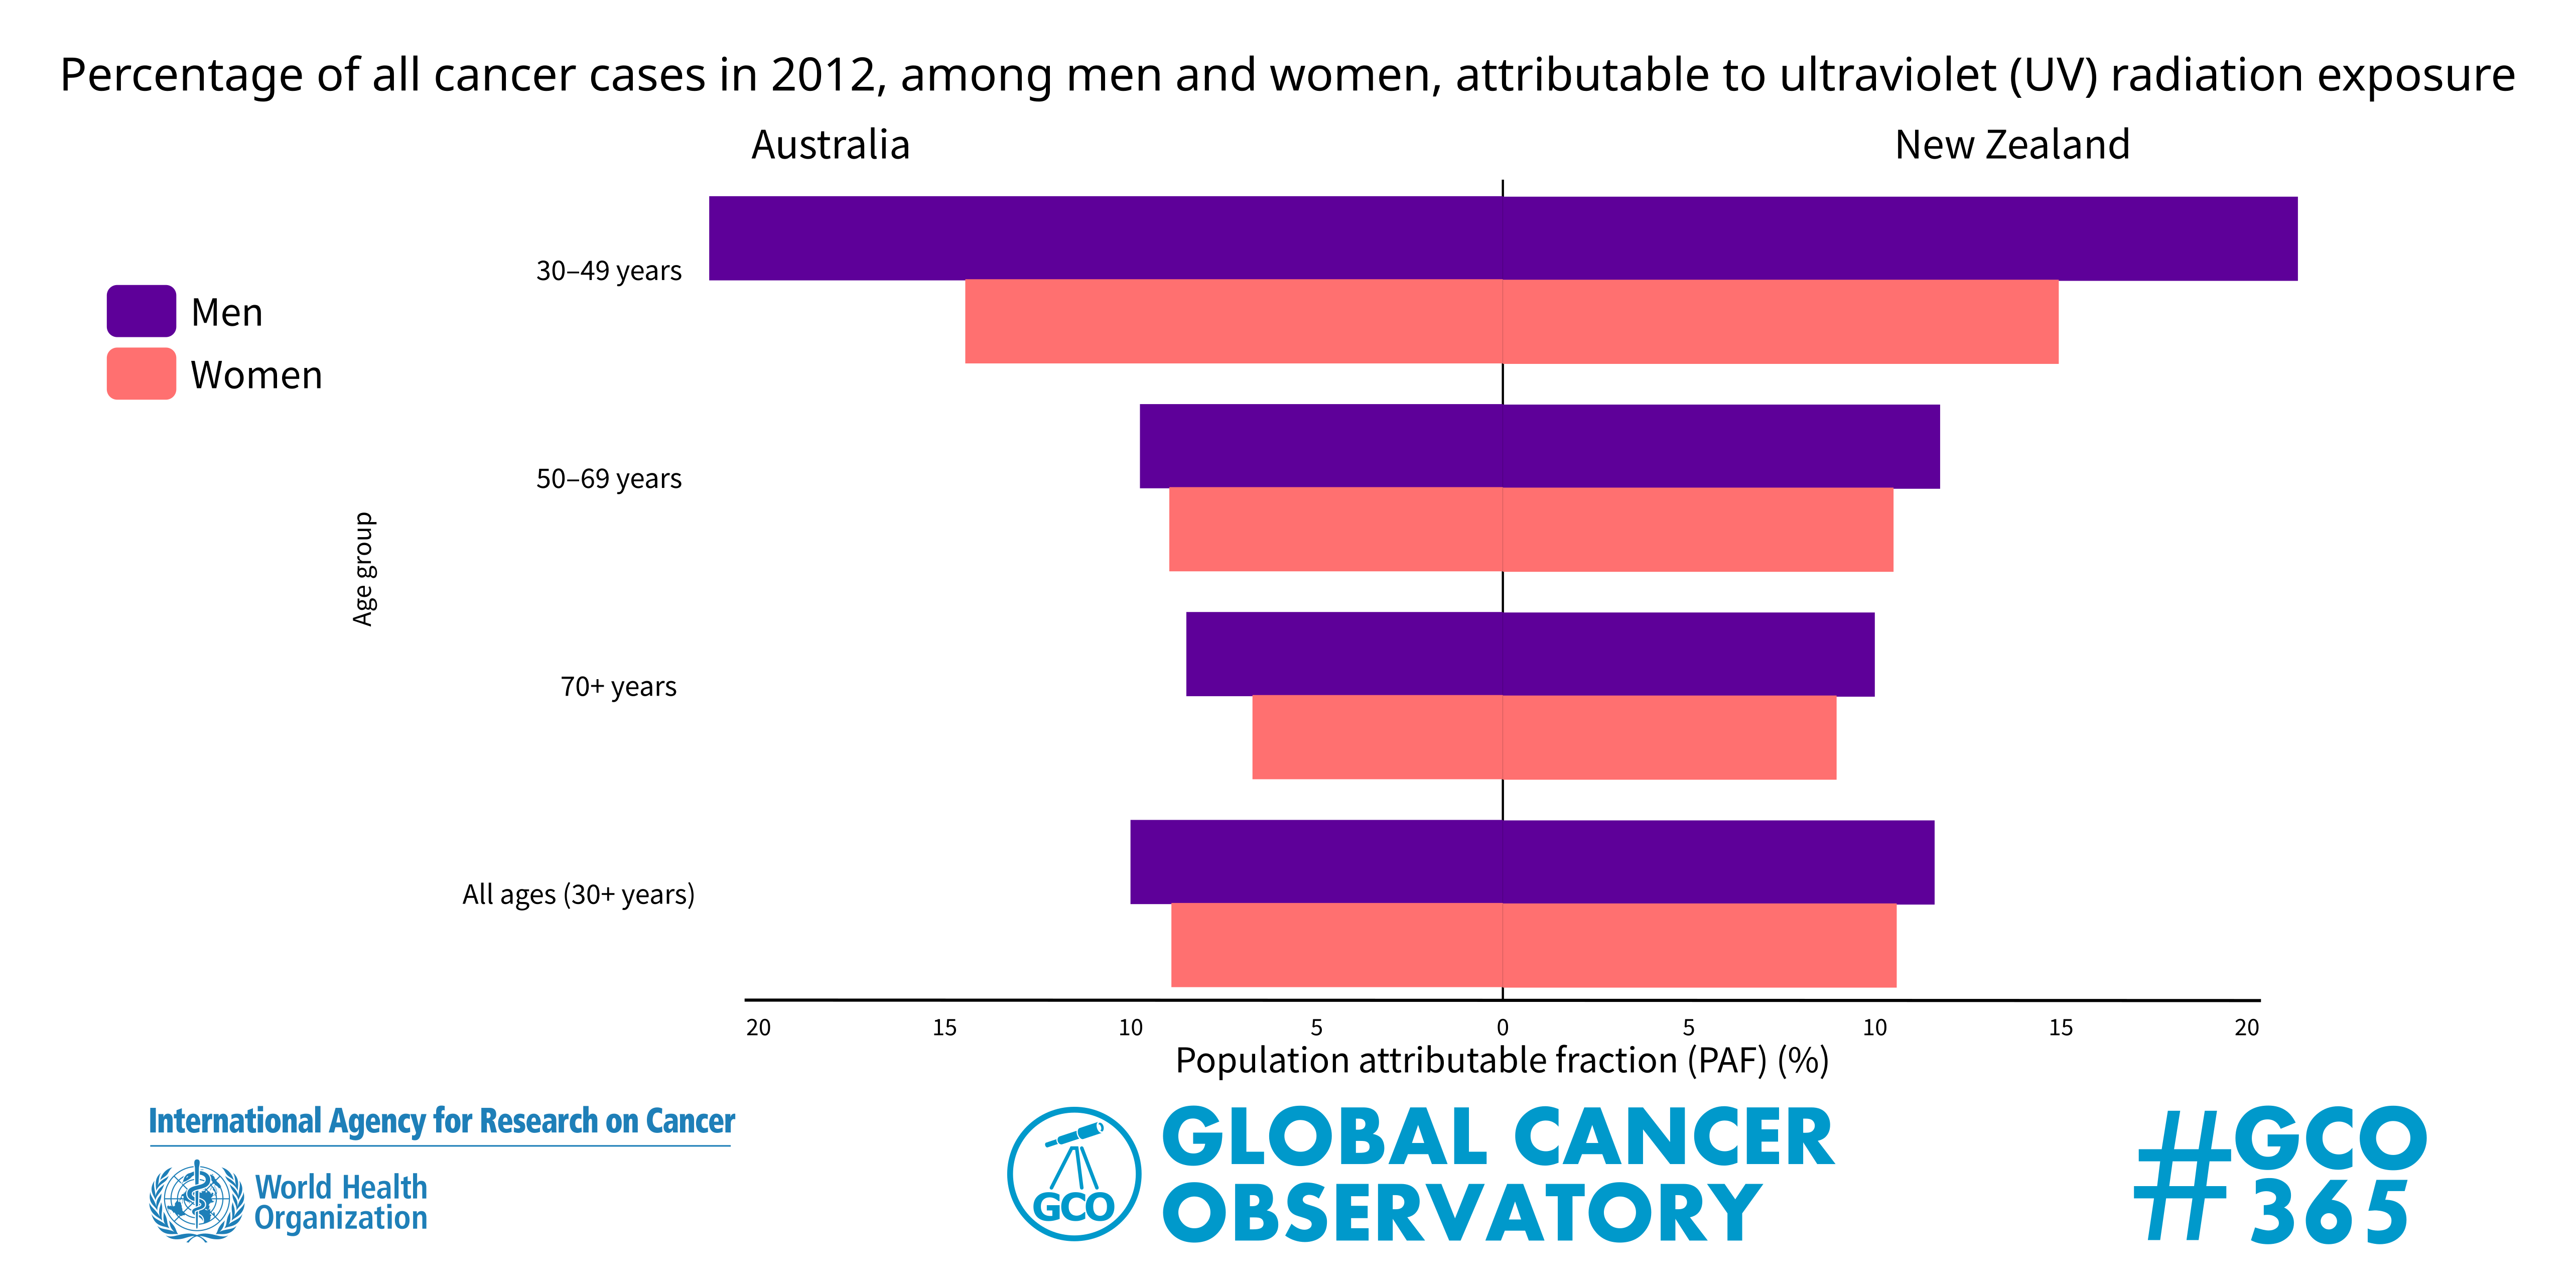 Percentage of all cancer cases in 2012, among men and women, attributable to ultraviolet (UV) radiation exposure
Australia
New Zealand
Men
Women
Age group
30–49 years
50–69 years
70+ years
All ages (30+ years)
20 15 10 5 0 5 10 15 20
Population attributable fraction (PAF) (%)
International Agency for Research on Cancer
World Health
Organization
GCO
GLOBAL CANCER
OBSERVATORY
#GCO
365